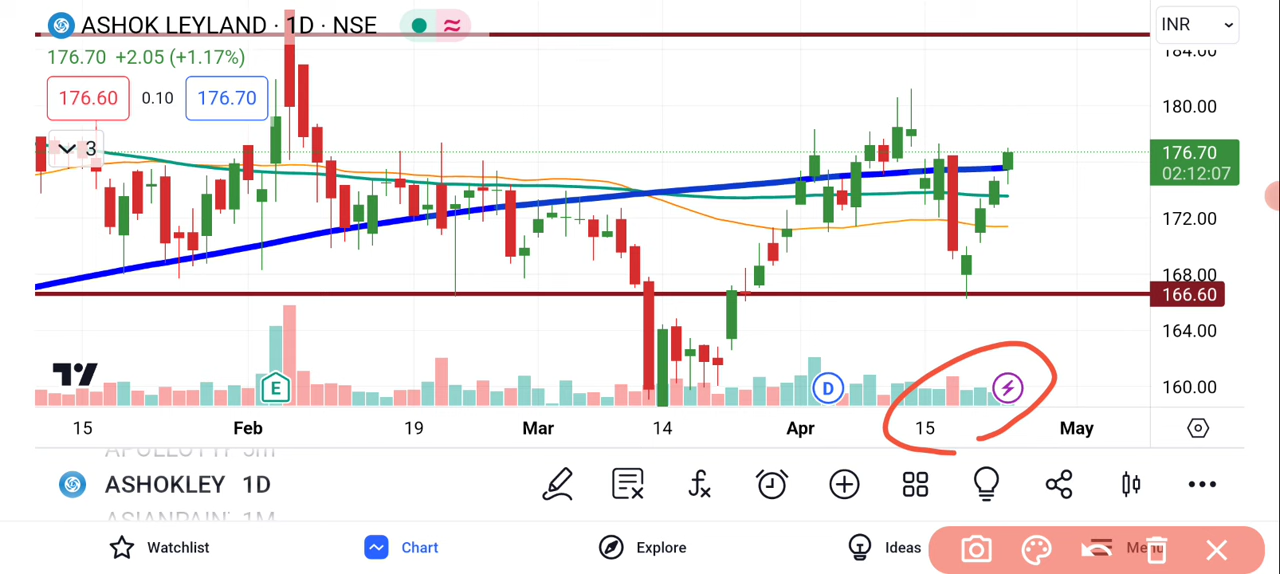 ASHOK LEYLAND · 1D · NSE
INR
176.70 +2.05 (+1.17%)
184.00
176.60 0.10 176.70
180.00
3
176.70
02:12:07
172.00
168.00
166.60
164.00
E
D
160.00
15 Feb 19 Mar 14 Apr 15 May
ASHOKLEY 1D
Watchlist
Chart
Explore
Ideas
Menu